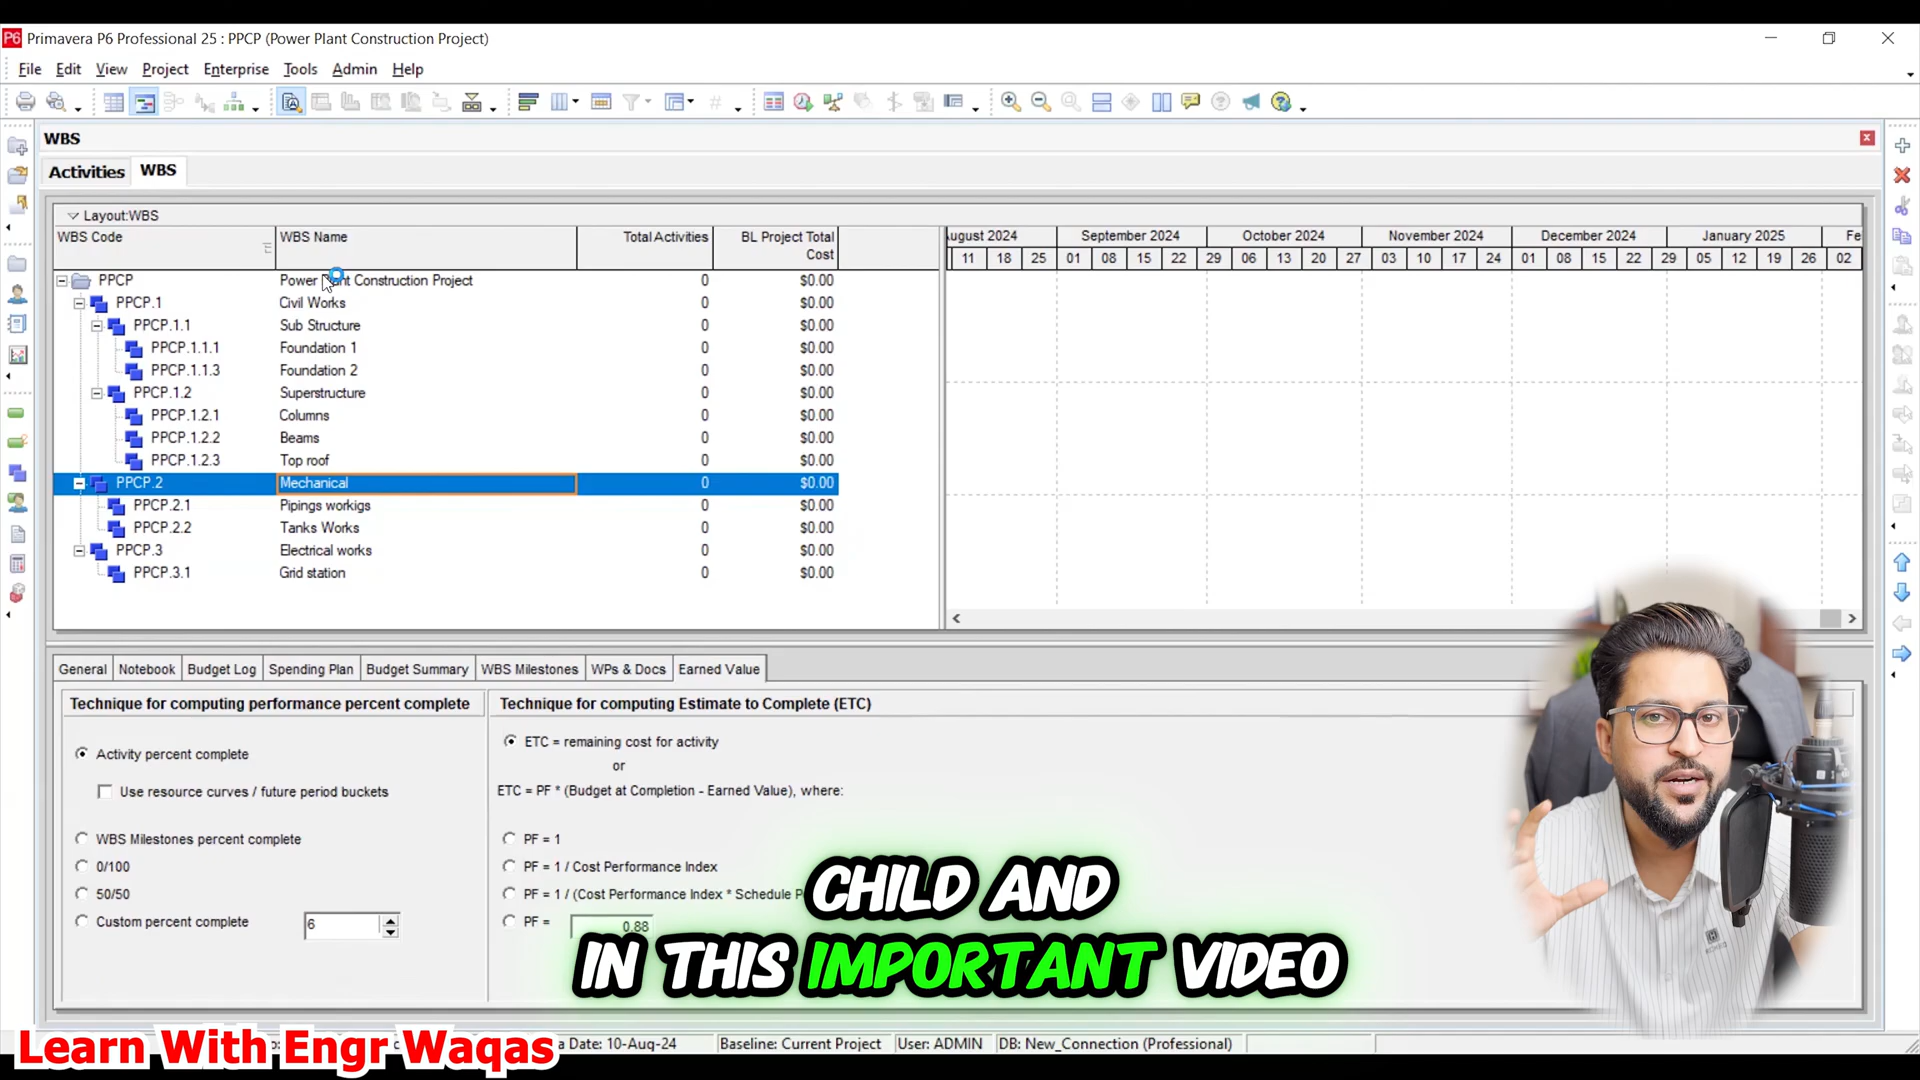 P6 Primavera P6 Professional 25 : PPCP (Power Plant Construction Project)
File Edit View Project Enterprise Tools Admin Help
WBS
Activities WBS
Layout:WBS
WBS Code WBS Name Total Activities BL Project Total Cost
ugust 2024 September 2024 October 2024 November 2024 December 2024 January 2025 Fe
11 18 25 01 08 15 22 29 06 13 20 27 03 10 17 24 01 08 15 22 29 05 12 19 26 02
PPCP Power Plant Construction Project 0 $0.00
PPCP.1 Civil Works 0 $0.00
PPCP.1.1 Sub Structure 0 $0.00
PPCP.1.1.1 Foundation 1 0 $0.00
PPCP.1.1.3 Foundation 2 0 $0.00
PPCP.1.2 Superstructure 0 $0.00
PPCP.1.2.1 Columns 0 $0.00
PPCP.1.2.2 Beams 0 $0.00
PPCP.1.2.3 Top roof 0 $0.00
PPCP.2 Mechanical 0 $0.00
PPCP.2.1 Pipings workigs 0 $0.00
PPCP.2.2 Tanks Works 0 $0.00
PPCP.3 Electrical works 0 $0.00
PPCP.3.1 Grid station 0 $0.00
General Notebook Budget Log Spending Plan Budget Summary WBS Milestones WPs & Docs Earned Value
Technique for computing performance percent complete
Activity percent complete
Use resource curves / future period buckets
WBS Milestones percent complete
0/100
50/50
Custom percent complete 6
Technique for computing Estimate to Complete (ETC)
ETC = remaining cost for activity
or
ETC = PF * (Budget at Completion - Earned Value), where:
PF = 1
PF = 1 / Cost Performance Index
PF = 1 / (Cost Performance Index * Schedule P
PF = 0.88
CHILD AND
IN THIS IMPORTANT VIDEO
Learn With Engr Waqas
a Date: 10-Aug-24 Baseline: Current Project User: ADMIN DB: New_Connection (Professional)